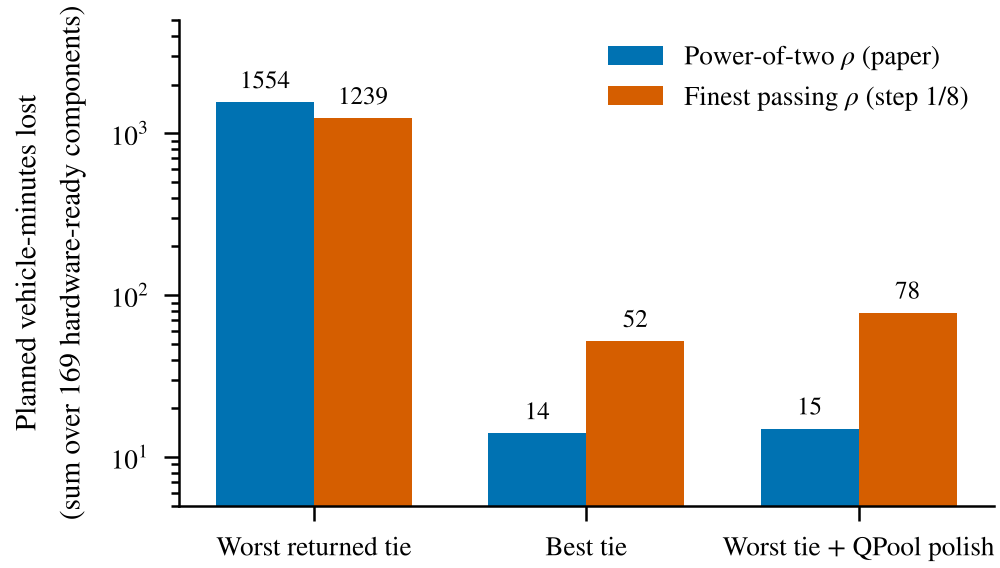 Planned vehicle-minutes lost
(sum over 169 hardware-ready components)
10³
10²
10¹
1554
1239
14
52
15
78
Power-of-two ρ (paper)
Finest passing ρ (step 1/8)
Worst returned tie
Best tie
Worst tie + QPool polish